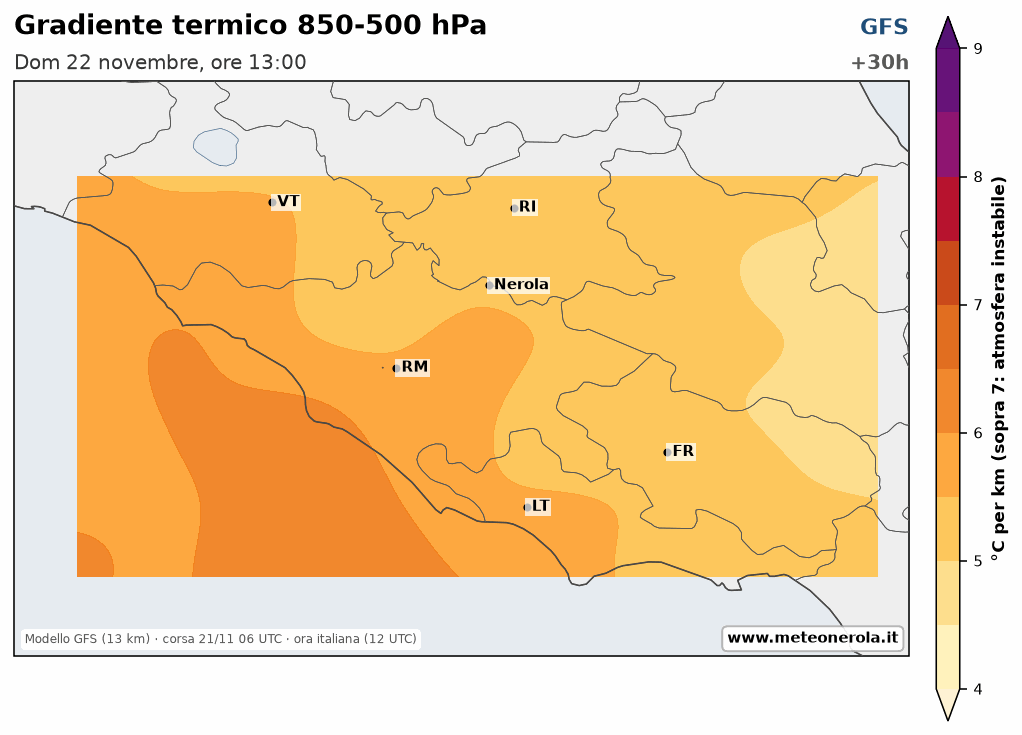 Gradiente termico 850-500 hPa
GFS
Dom 22 novembre, ore 13:00
+30h
VT
RI
Nerola
RM
FR
LT
Modello GFS (13 km) · corsa 21/11 06 UTC · ora italiana (12 UTC)
www.meteonerola.it
9
8
7
6
5
4
°C per km (sopra 7: atmosfera instabile)